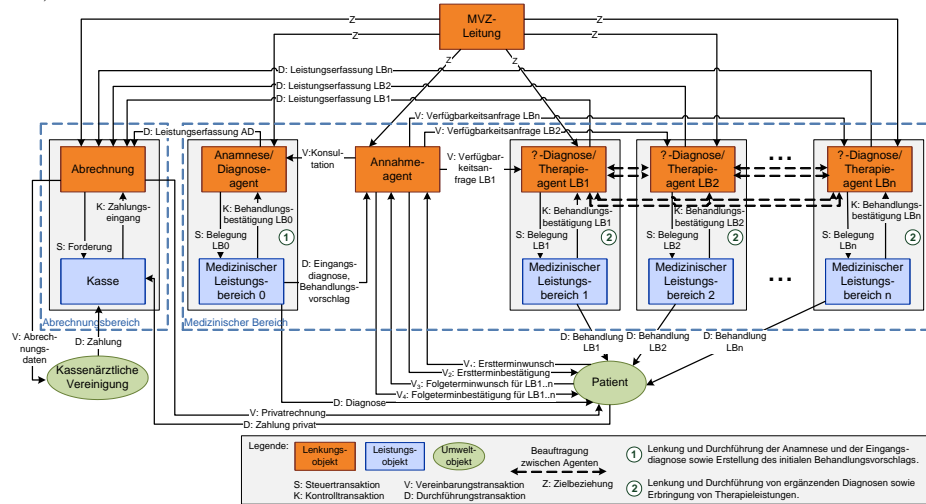 MVZ-
Leitung
Z
Z
Z
Z
Z
Z
Z
D: Leistungserfassung LBn
D: Leistungserfassung LB2
D: Leistungserfassung LB1
V: Verfügbarkeitsanfrage LBn
V: Verfügbarkeitsanfrage LB2
D: Leistungserfassung AD
Abrechnung
Anamnese/
Diagnose-
agent
V:Konsul-
tation
Annahme-
agent
V: Verfügbar-
keitsan-
frage LB1
?-Diagnose/
Therapie-
agent LB1
?-Diagnose/
Therapie-
agent LB2
...
?-Diagnose/
Therapie-
agent LBn
K: Zahlungs-
eingang
S: Forderung
K: Behandlungs-
bestätigung LB0
S: Belegung
LB0
1
K: Behandlungs-
bestätigung LB1
S: Belegung
LB1
2
K: Behandlungs-
bestätigung LB2
S: Belegung
LB2
2
K: Behandlungs-
bestätigung LBn
S: Belegung
LBn
2
Kasse
Medizinischer
Leistungs-
bereich 0
D: Eingangs-
diagnose,
Behandlungs-
vorschlag
Medizinischer
Leistungs-
bereich 1
Medizinischer
Leistungs-
bereich 2
...
Medizinischer
Leistungs-
bereich n
Abrechnungsbereich
Medizinischer Bereich
V: Abrech-
nungs-
daten
D: Zahlung
Kassenärztliche
Vereinigung
D: Behandlung
LB1
D: Behandlung
LB2
D: Behandlung
LBn
V₁: Ersterminwunsch
V₂: Ersterminbestätigung
V₃: Folgeterminwunsch für LB1..n
V₄: Folgeterminbestätigung für LB1..n
Patient
D: Diagnose
V: Privatrechnung
D: Zahlung privat
Legende:
Lenkungs-
objekt
Leistungs-
objekt
Umwelt-
objekt
Beauftragung
zwischen Agenten
S: Steuertransaktion
K: Kontrolltransaktion
V: Vereinbarungstransaktion
D: Durchführungstransaktion
Z: Zielbeziehung
1
Lenkung und Durchführung der Anamnese und der Eingangs-
diagnose sowie Erstellung des initialen Behandlungsvorschlags.
2
Lenkung und Durchführung von ergänzenden Diagnosen sowie
Erbringung von Therapieleistungen.